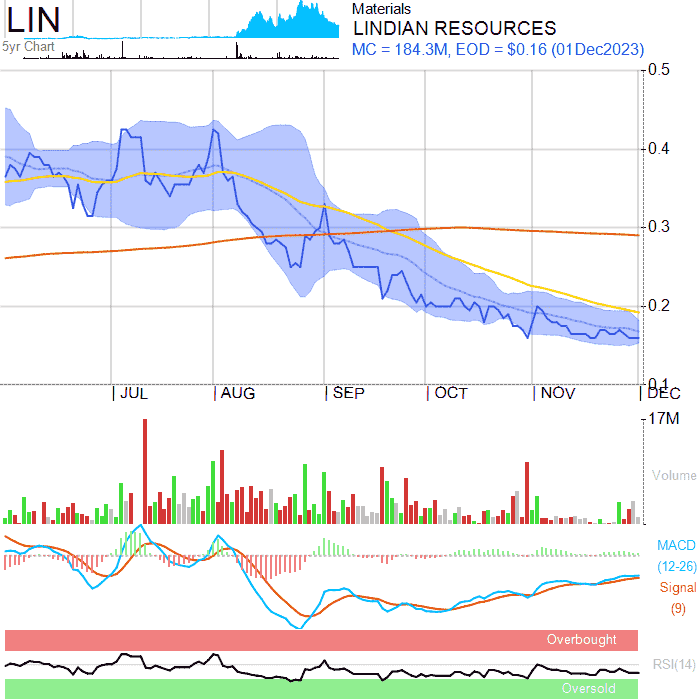 LIN
Materials
LINDIAN RESOURCES
MC = 184.3M, EOD = $0.16 (01Dec2023)
5yr Chart
0.5
0.4
0.3
0.2
0.1
JUL AUG SEP OCT NOV DEC
17M
Volume
MACD
(12-26)
Signal
(9)
Overbought
RSI(14)
Oversold